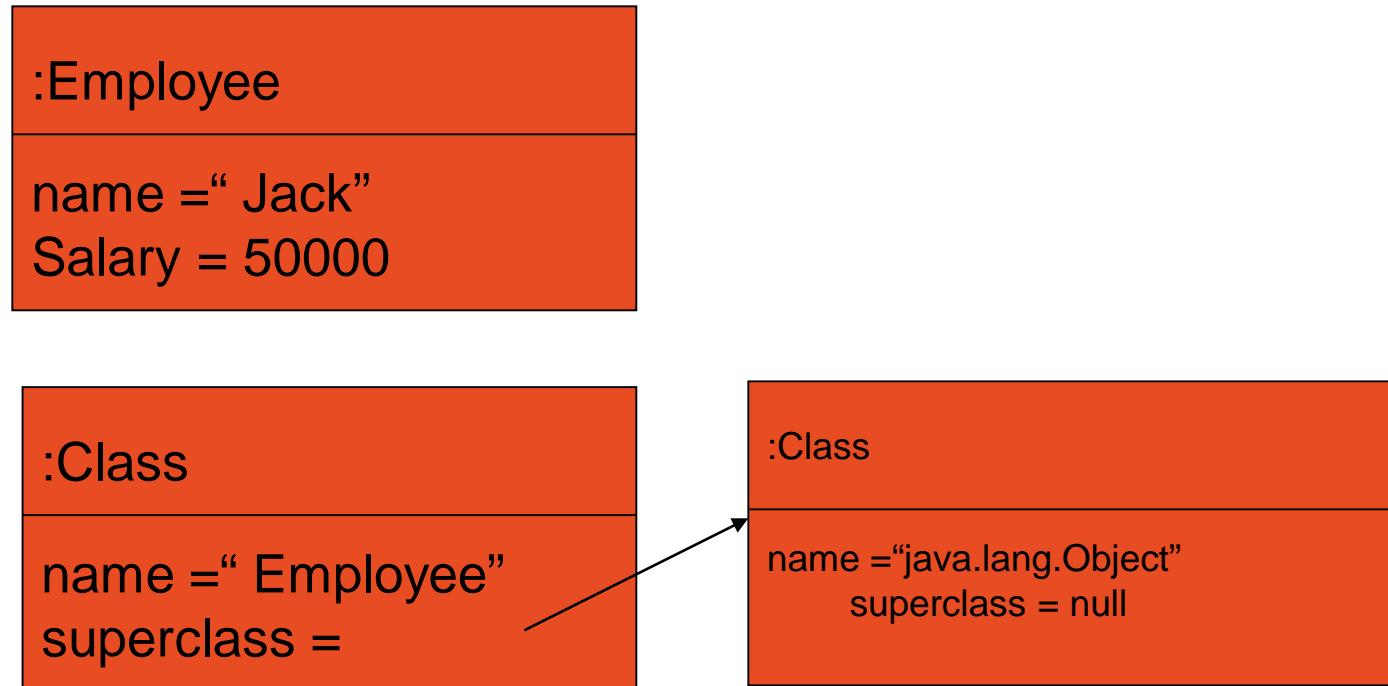 :Employee
name =“ Jack”
Salary = 50000
:Class
name =“ Employee”
superclass =
:Class
name =“java.lang.Object”
superclass = null